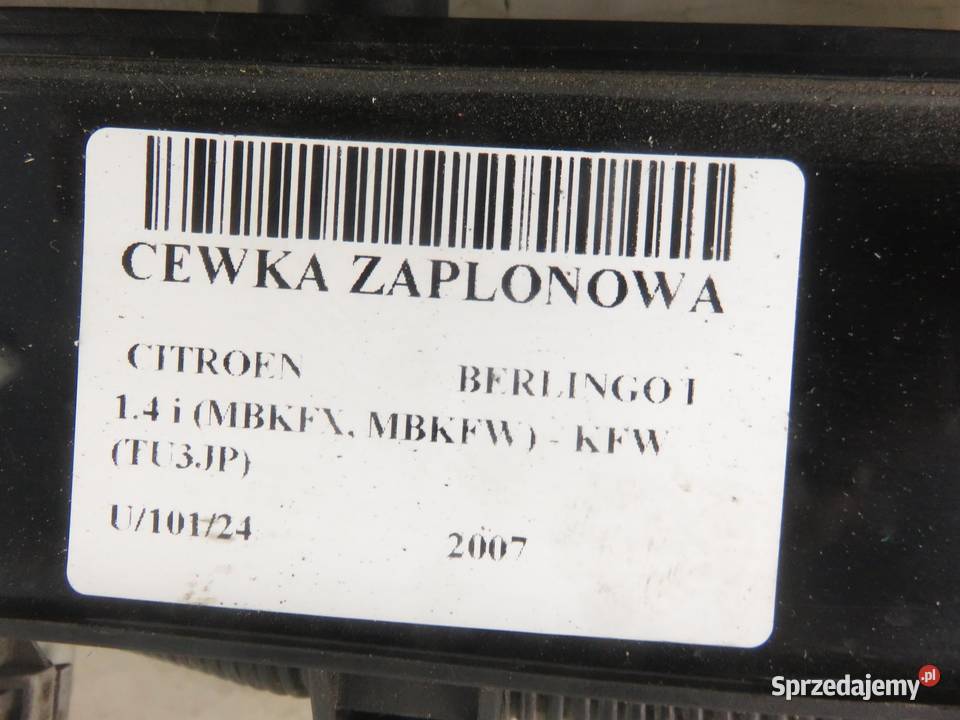 CEWKA ZAPLONOWA
CITROEN BERLINGO I
1.4 i (MBKFX, MBKFW) - KFW
(TU3JP)
U/101/24 2007
Sprzedajemy.pl